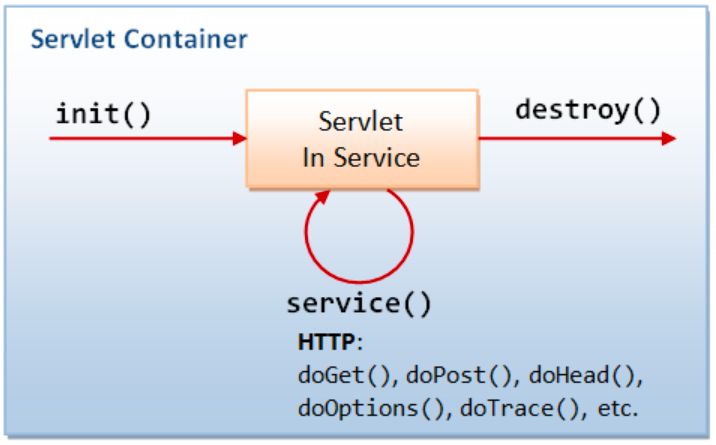 Servlet Container
init()
Servlet
In Service
destroy()
service()
HTTP:
doGet(), doPost(), doHead(),
doOptions(), doTrace(), etc.